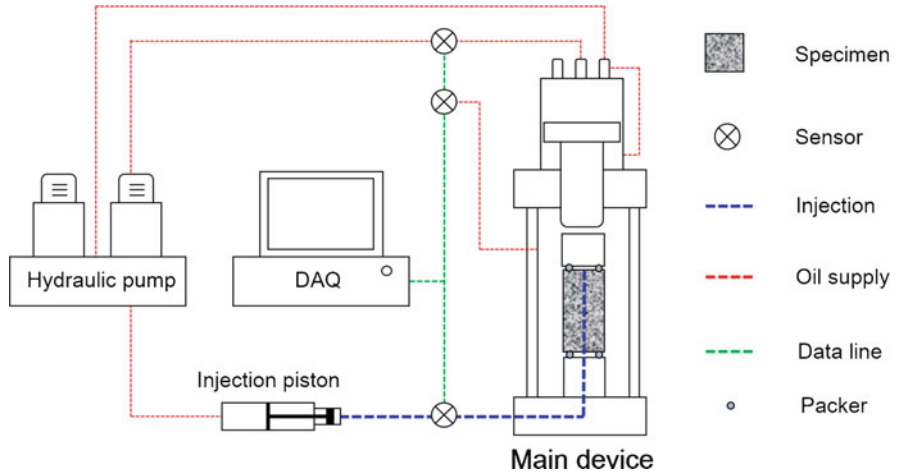 Specimen
Sensor
Injection
Oil supply
Data line
Packer
Hydraulic pump
DAQ
Injection piston
Main device